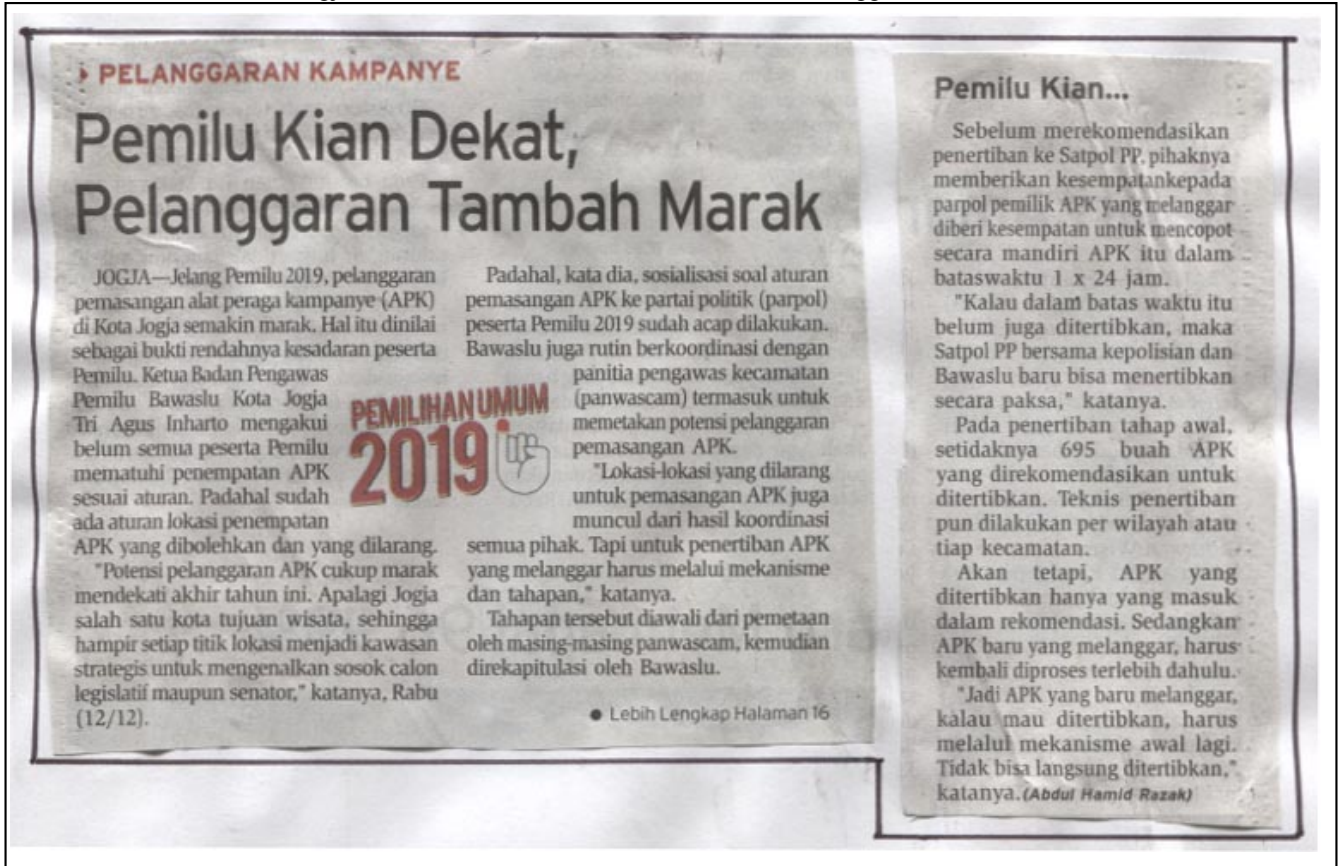 PELANGGARAN KAMPANYE
Pemilu Kian Dekat,
Pelanggaran Tambah Marak
JOGJA—Jelang Pemilu 2019, pelanggaran
pemasangan alat peraga kampanye (APK)
di Kota Jogja semakin marak. Hal itu dinilai
sebagai bukti rendahnya kesadaran peserta
Pemilu. Ketua Badan Pengawas
Pemilu Bawaslu Kota Jogja
Tri Agus Inharto mengakui
belum semua peserta Pemilu
mematuhi penempatan APK
sesuai aturan. Padahal sudah
ada aturan lokasi penempatan
APK yang dibolehkan dan yang dilarang.
"Potensi pelanggaran APK cukup marak
mendekati akhir tahun ini. Apalagi Jogja
salah satu kota tujuan wisata, sehingga
hampir setiap titik lokasi menjadi kawasan
strategis untuk mengenalkan sosok calon
legislatif maupun senator," katanya, Rabu
(12/12).
PEMILIHAN UMUM
2019
Padahal, kata dia, sosialisasi soal aturan
pemasangan APK ke partai politik (parpol)
peserta Pemilu 2019 sudah acap dilakukan.
Bawaslu juga rutin berkoordinasi dengan
panitia pengawas kecamatan
(panwascam) termasuk untuk
memetakan potensi pelanggaran
pemasangan APK.
"Lokasi-lokasi yang dilarang
untuk pemasangan APK juga
muncul dari hasil koordinasi
semua pihak. Tapi untuk penertiban APK
yang melanggar harus melalui mekanisme
dan tahapan," katanya.
Tahapan tersebut diawali dari pemetaan
oleh masing-masing panwascam, kemudian
direkapitulasi oleh Bawaslu.
● Lebih Lengkap Halaman 16
Pemilu Kian...
Sebelum merekomendasikan
penertiban ke Satpol PP. pihaknya
memberikan kesempatankepada
parpol pemilik APK yang melanggar
diberi kesempatan untuk mencopot
secara mandiri APK itu dalam
bataswaktu 1 x 24 jam.
"Kalau dalam batas waktu itu
belum juga ditertibkan, maka
Satpol PP bersama kepolisian dan
Bawaslu baru bisa menertibkan
secara paksa," katanya.
Pada penertiban tahap awal,
setidaknya 695 buah APK
yang direkomendasikan untuk
ditertibkan. Teknis penertiban
pun dilakukan per wilayah atau
tiap kecamatan.
Akan tetapi, APK yang
ditertibkan hanya yang masuk
dalam rekomendasi. Sedangkan
APK baru yang melanggar, harus
kembali diproses terlebih dahulu.
"Jadi APK yang baru melanggar,
kalau mau ditertibkan, harus
melalui mekanisme awal lagi.
Tidak bisa langsung ditertibkan,"
katanya. (Abdul Hamid Razak)